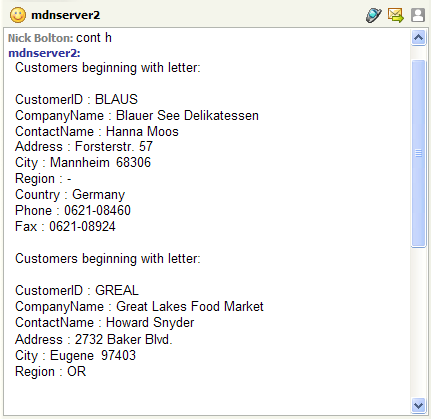 mdnserver2
Nick Bolton: cont h
mdnserver2:
Customers beginning with letter:
CustomerID : BLAUS
CompanyName : Blauer See Delikatessen
ContactName : Hanna Moos
Address : Forsterstr. 57
City : Mannheim 68306
Region : -
Country : Germany
Phone : 0621-08460
Fax : 0621-08924
Customers beginning with letter:
CustomerID : GREAL
CompanyName : Great Lakes Food Market
ContactName : Howard Snyder
Address : 2732 Baker Blvd.
City : Eugene 97403
Region : OR